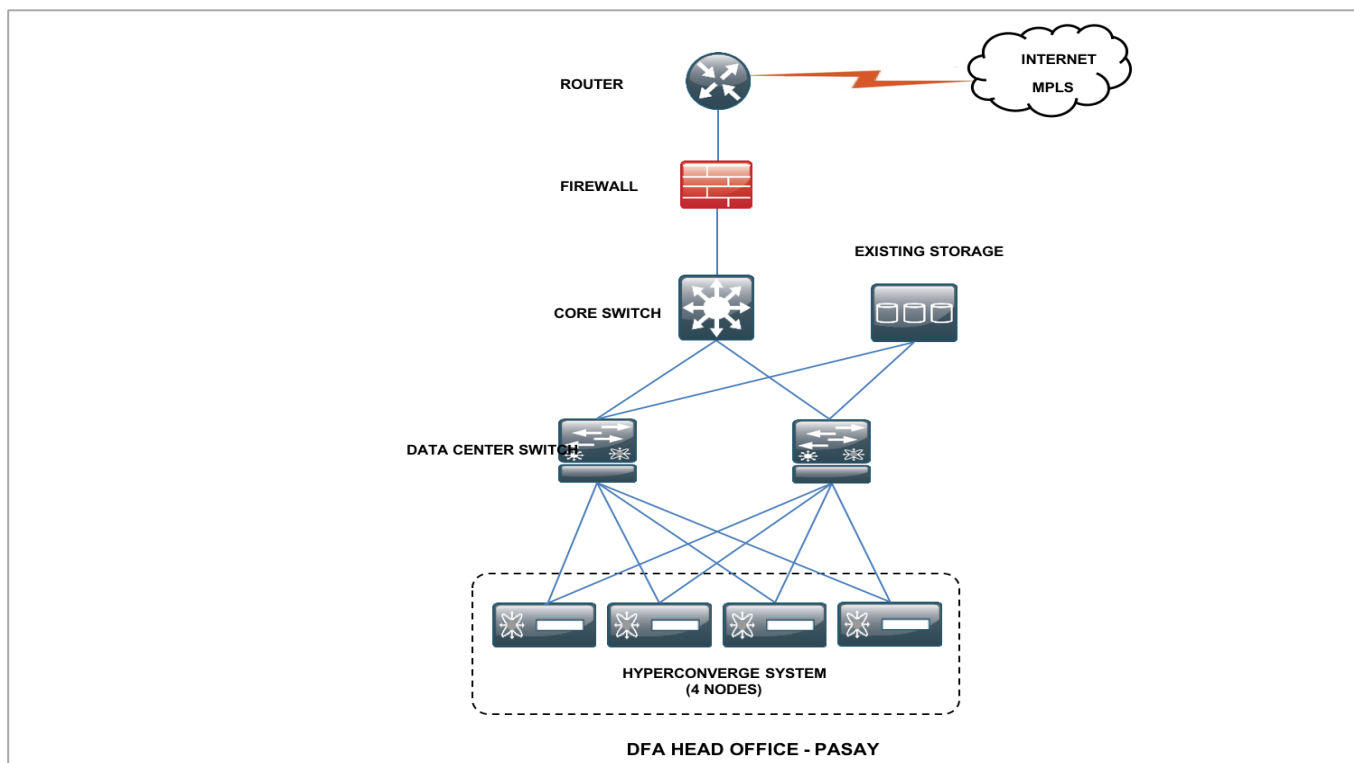 INTERNET
MPLS
ROUTER
FIREWALL
EXISTING STORAGE
CORE SWITCH
DATA CENTER SWITCH
HYPERCONVERGE SYSTEM
(4 NODES)
DFA HEAD OFFICE - PASAY